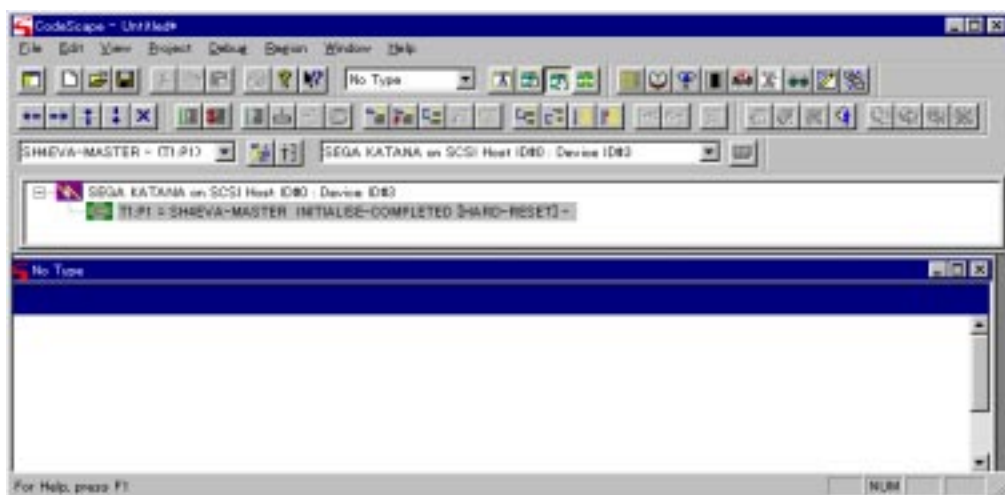 CodeScape - Untitled*
File Edit View Project Debug Region Window Help
No Type
SH4EVA-MASTER - (T1:P1) SEGA KATANA on SCSI Host ID#0 : Device ID#3
SEGA KATANA on SCSI Host ID#0 : Device ID#3
T1:P1 = SH4EVA-MASTER INITIALISE-COMPLETED [HARD-RESET] -
No Type
For Help, press F1
NUM